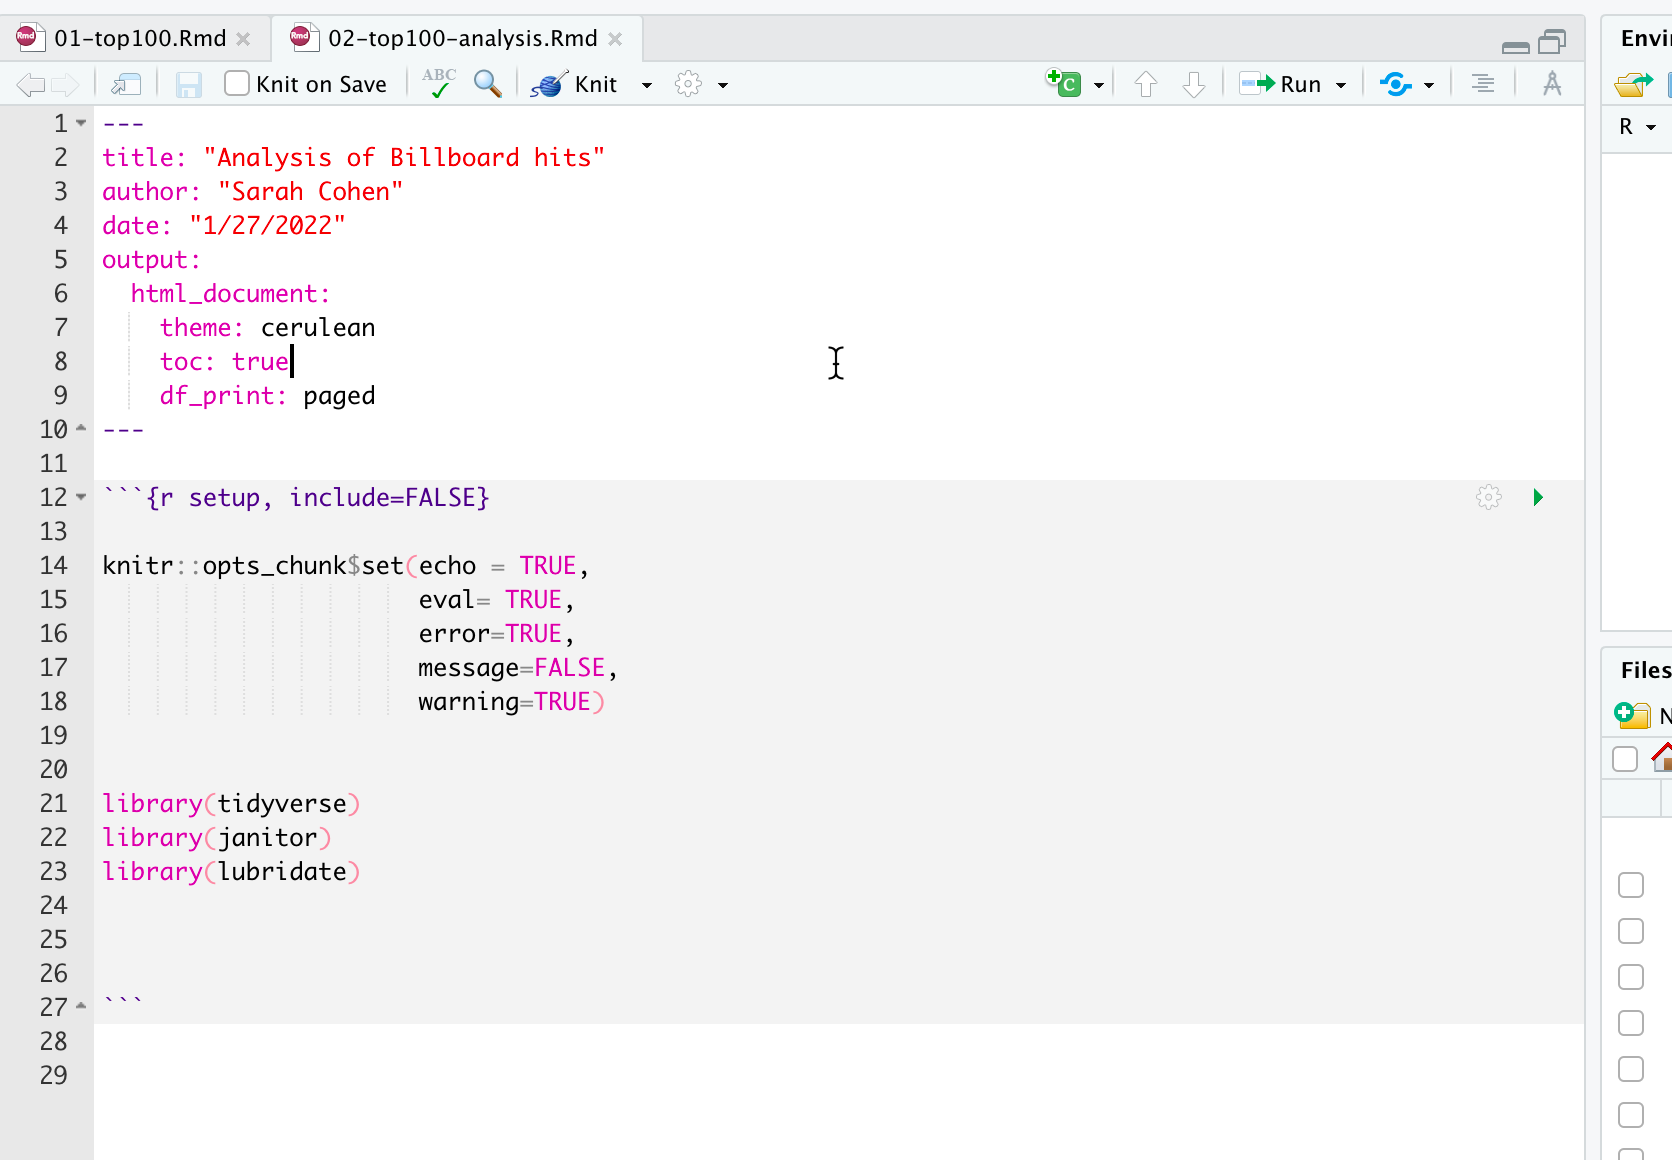 01-top100.Rmd
02-top100-analysis.Rmd
Envi
Knit on Save
ABC
Knit
C
Run
R
1 ---
2 title: "Analysis of Billboard hits"
3 author: "Sarah Cohen"
4 date: "1/27/2022"
5 output:
6   html_document:
7     theme: cerulean
8     toc: true
9     df_print: paged
10 ---
11
12 ```{r setup, include=FALSE}
13
14 knitr::opts_chunk$set(echo = TRUE,
15                       eval= TRUE,
16                       error=TRUE,
17                       message=FALSE,
18                       warning=TRUE)
19
20
21 library(tidyverse)
22 library(janitor)
23 library(lubridate)
24
25
26
27 ```
28
29
Files
N